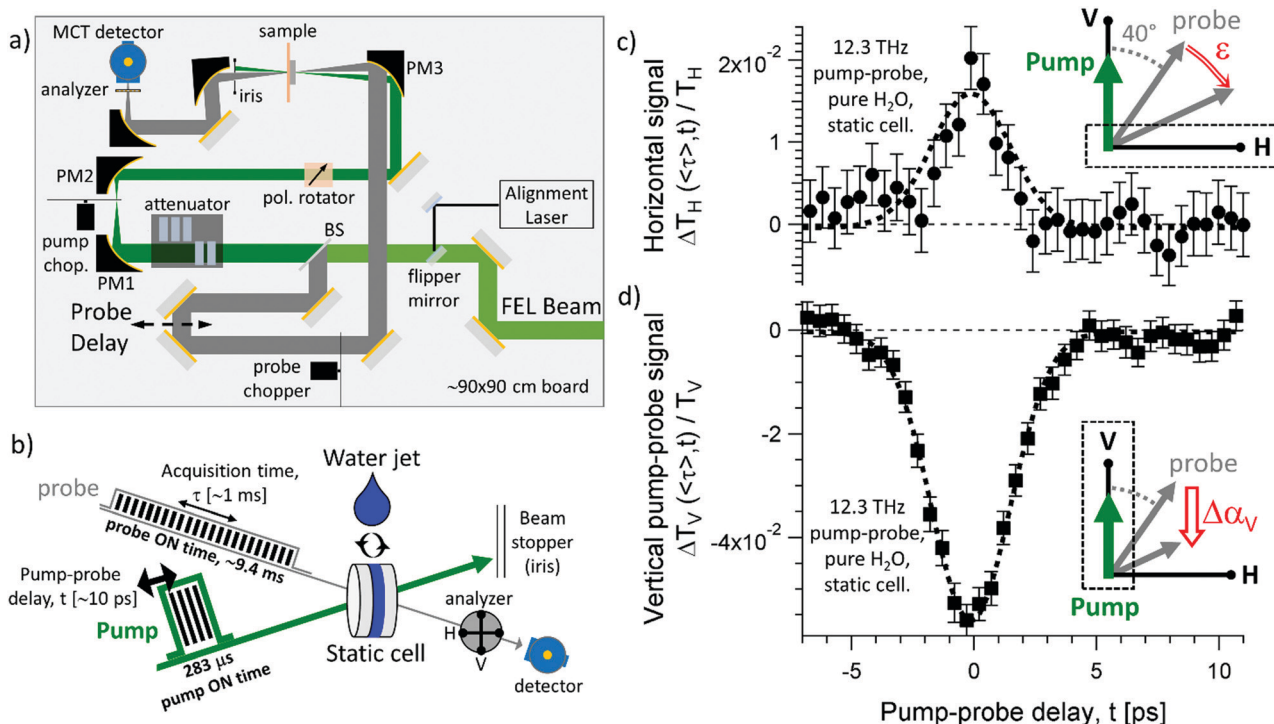 a)
MCT detector
analyzer
sample
iris
PM3
PM2
pol. rotator
attenuator
pump
chop.
PM1
BS
Alignment
Laser
flipper
mirror
FEL Beam
Probe
Delay
probe
chopper
~90x90 cm board
b)
probe
Acquisition time,
τ [~1 ms]
probe ON time, ~9.4 ms
Water jet
Pump-probe
delay, t [~10 ps]
Pump
283 μs
pump ON time
Static cell
Beam
stopper
(iris)
analyzer
H
V
detector
c)
Horizontal signal
ΔT_H (<τ>,t) / T_H
2x10⁻²
1
0
12.3 THz
pump-probe,
pure H₂O,
static cell.
V
40°
probe
Pump
ε
H
d)
Vertical pump-probe signal
ΔT_V (<τ>,t) / T_V
0
-2
-4x10⁻²
12.3 THz
pump-probe,
pure H₂O,
static cell.
V
probe
Δα_V
H
Pump
-5
0
5
10
Pump-probe delay, t [ps]